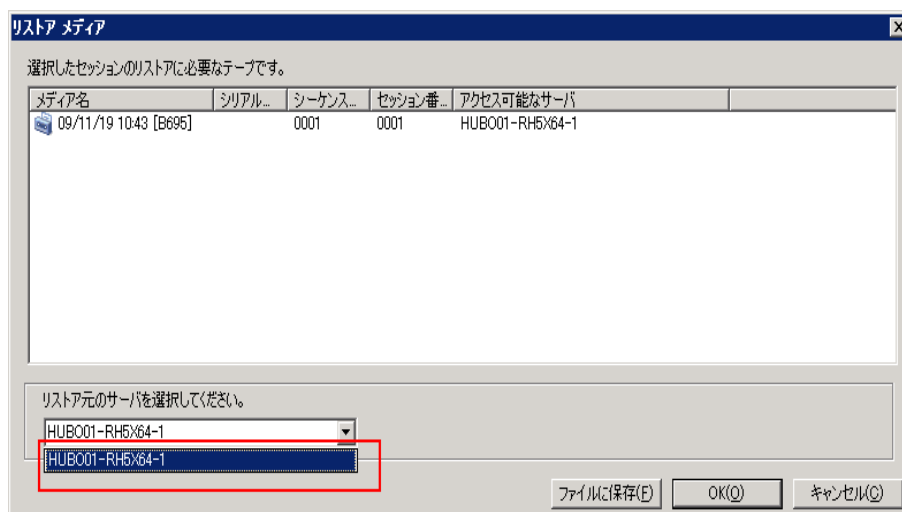 リストア メディア
選択したセッションのリストアに必要なテープです。
メディア名 シリアル... シーケンス... セッション番... アクセス可能なサーバ
09/11/19 10:43 [B695] 0001 0001 HUBO01-RH5X64-1
リストア元のサーバを選択してください。
HUBO01-RH5X64-1
HUBO01-RH5X64-1
ファイルに保存(F) OK(O) キャンセル(C)